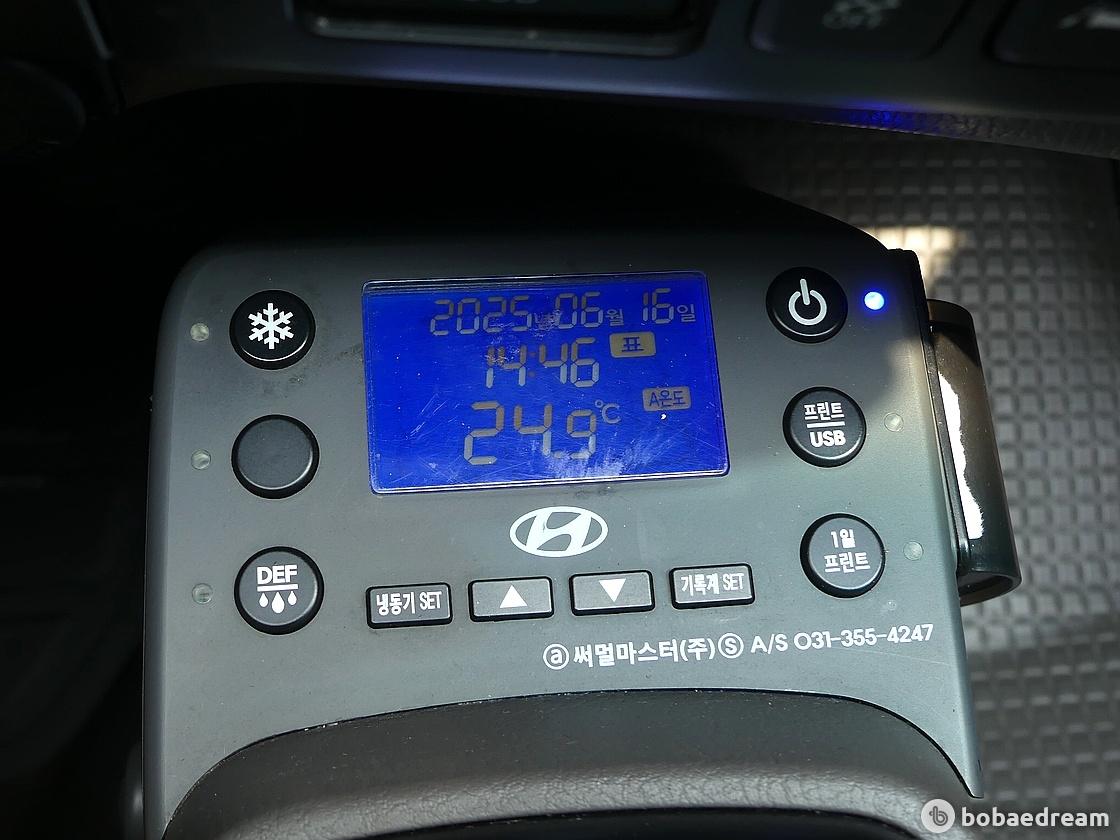 OFF
2025.06월 16일
14:46 표
24.9℃ A온도
프린트
USB
1일
프린트
DEF
냉동기 SET
기록계 SET
ⓐ써멀마스터(주)Ⓢ A/S 031-355-4247
bobaedream